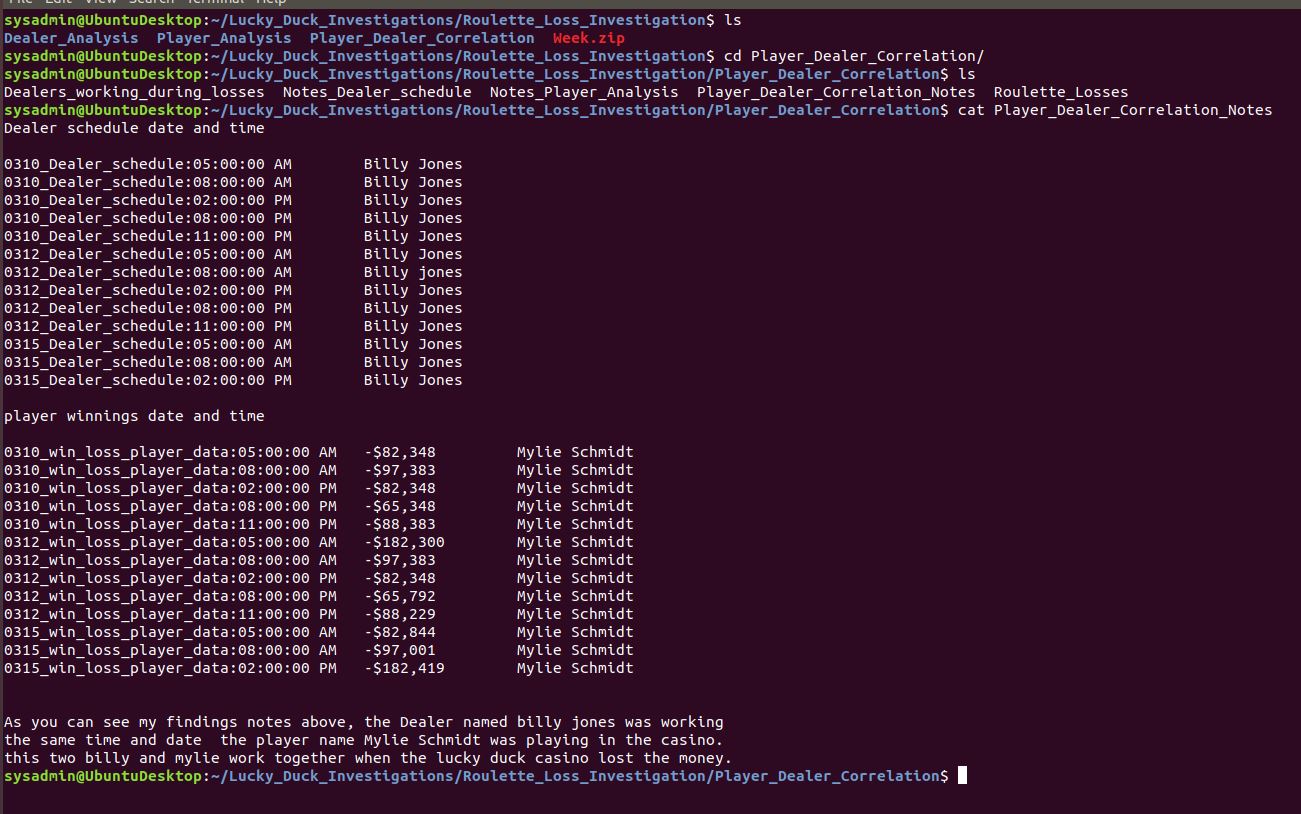 File Edit View Search Terminal Help
sysadmin@UbuntuDesktop:~/Lucky_Duck_Investigations/Roulette_Loss_Investigation$ ls
Dealer_Analysis  Player_Analysis  Player_Dealer_Correlation  Week.zip
sysadmin@UbuntuDesktop:~/Lucky_Duck_Investigations/Roulette_Loss_Investigation$ cd Player_Dealer_Correlation/
sysadmin@UbuntuDesktop:~/Lucky_Duck_Investigations/Roulette_Loss_Investigation/Player_Dealer_Correlation$ ls
Dealers_working_during_losses  Notes_Dealer_schedule  Notes_Player_Analysis  Player_Dealer_Correlation_Notes  Roulette_Losses
sysadmin@UbuntuDesktop:~/Lucky_Duck_Investigations/Roulette_Loss_Investigation/Player_Dealer_Correlation$ cat Player_Dealer_Correlation_Notes
Dealer schedule date and time
0310_Dealer_schedule:05:00:00 AM        Billy Jones
0310_Dealer_schedule:08:00:00 AM        Billy Jones
0310_Dealer_schedule:02:00:00 PM        Billy Jones
0310_Dealer_schedule:08:00:00 PM        Billy Jones
0310_Dealer_schedule:11:00:00 PM        Billy Jones
0312_Dealer_schedule:05:00:00 AM        Billy Jones
0312_Dealer_schedule:08:00:00 AM        Billy jones
0312_Dealer_schedule:02:00:00 PM        Billy Jones
0312_Dealer_schedule:08:00:00 PM        Billy Jones
0312_Dealer_schedule:11:00:00 PM        Billy Jones
0315_Dealer_schedule:05:00:00 AM        Billy Jones
0315_Dealer_schedule:08:00:00 AM        Billy Jones
0315_Dealer_schedule:02:00:00 PM        Billy Jones
player winnings date and time
0310_win_loss_player_data:05:00:00 AM   -$82,348         Mylie Schmidt
0310_win_loss_player_data:08:00:00 AM   -$97,383         Mylie Schmidt
0310_win_loss_player_data:02:00:00 PM   -$82,348         Mylie Schmidt
0310_win_loss_player_data:08:00:00 PM   -$65,348         Mylie Schmidt
0310_win_loss_player_data:11:00:00 PM   -$88,383         Mylie Schmidt
0312_win_loss_player_data:05:00:00 AM   -$182,300        Mylie Schmidt
0312_win_loss_player_data:08:00:00 AM   -$97,383         Mylie Schmidt
0312_win_loss_player_data:02:00:00 PM   -$82,348         Mylie Schmidt
0312_win_loss_player_data:08:00:00 PM   -$65,792         Mylie Schmidt
0312_win_loss_player_data:11:00:00 PM   -$88,229         Mylie Schmidt
0315_win_loss_player_data:05:00:00 AM   -$82,844         Mylie Schmidt
0315_win_loss_player_data:08:00:00 AM   -$97,001         Mylie Schmidt
0315_win_loss_player_data:02:00:00 PM   -$182,419        Mylie Schmidt
As you can see my findings notes above, the Dealer named billy jones was working
the same time and date  the player name Mylie Schmidt was playing in the casino.
this two billy and mylie work together when the lucky duck casino lost the money.
sysadmin@UbuntuDesktop:~/Lucky_Duck_Investigations/Roulette_Loss_Investigation/Player_Dealer_Correlation$